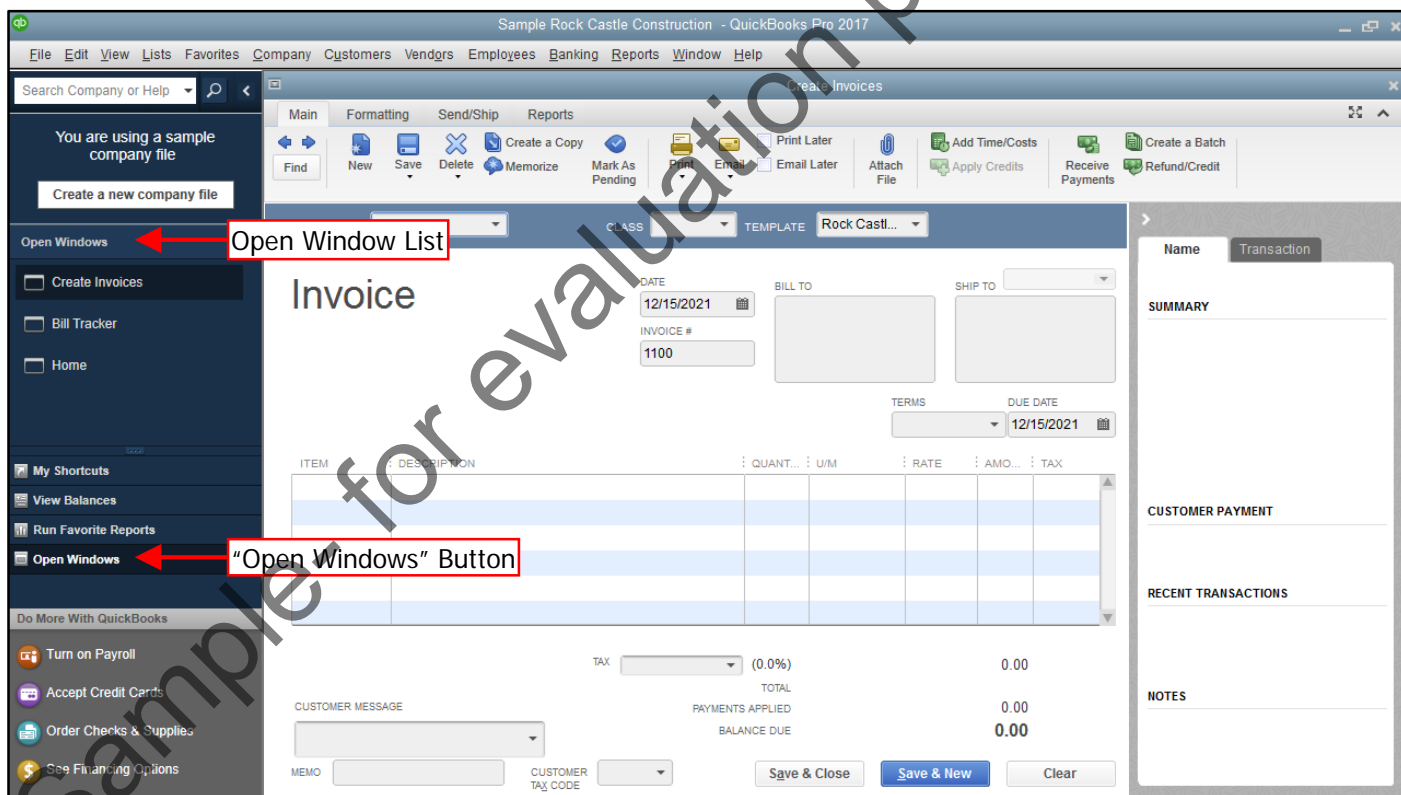 Sample Rock Castle Construction - QuickBooks Pro 2017
File Edit View Lists Favorites Company Customers Vendors Employees Banking Reports Window Help
Search Company or Help
Create Invoices
Main Formatting Send/Ship Reports
You are using a sample
company file
Create a new company file
Find New Save Delete Create a Copy
Memorize Mark As
Pending
Print Email Print Later
Email Later
Attach
File
Add Time/Costs
Apply Credits
Receive
Payments
Create a Batch
Refund/Credit
Open Windows
Open Window List
CLASS TEMPLATE Rock Castl...
Create Invoices
Bill Tracker
Home
Invoice
DATE
12/15/2021
INVOICE #
1100
BILL TO
SHIP TO
TERMS
DUE DATE
12/15/2021
Name Transaction
SUMMARY
CUSTOMER PAYMENT
RECENT TRANSACTIONS
NOTES
My Shortcuts
View Balances
Run Favorite Reports
Open Windows
"Open Windows" Button
ITEM DESCRIPTION QUANT... U/M RATE AMO... TAX
Do More With QuickBooks
Turn on Payroll
Accept Credit Cards
Order Checks & Supplies
See Financing Options
TAX (0.0%) 0.00
TOTAL
PAYMENTS APPLIED 0.00
BALANCE DUE 0.00
CUSTOMER MESSAGE
MEMO
CUSTOMER
TAX CODE
Save & Close Save & New Clear
Sample- for evaluation p